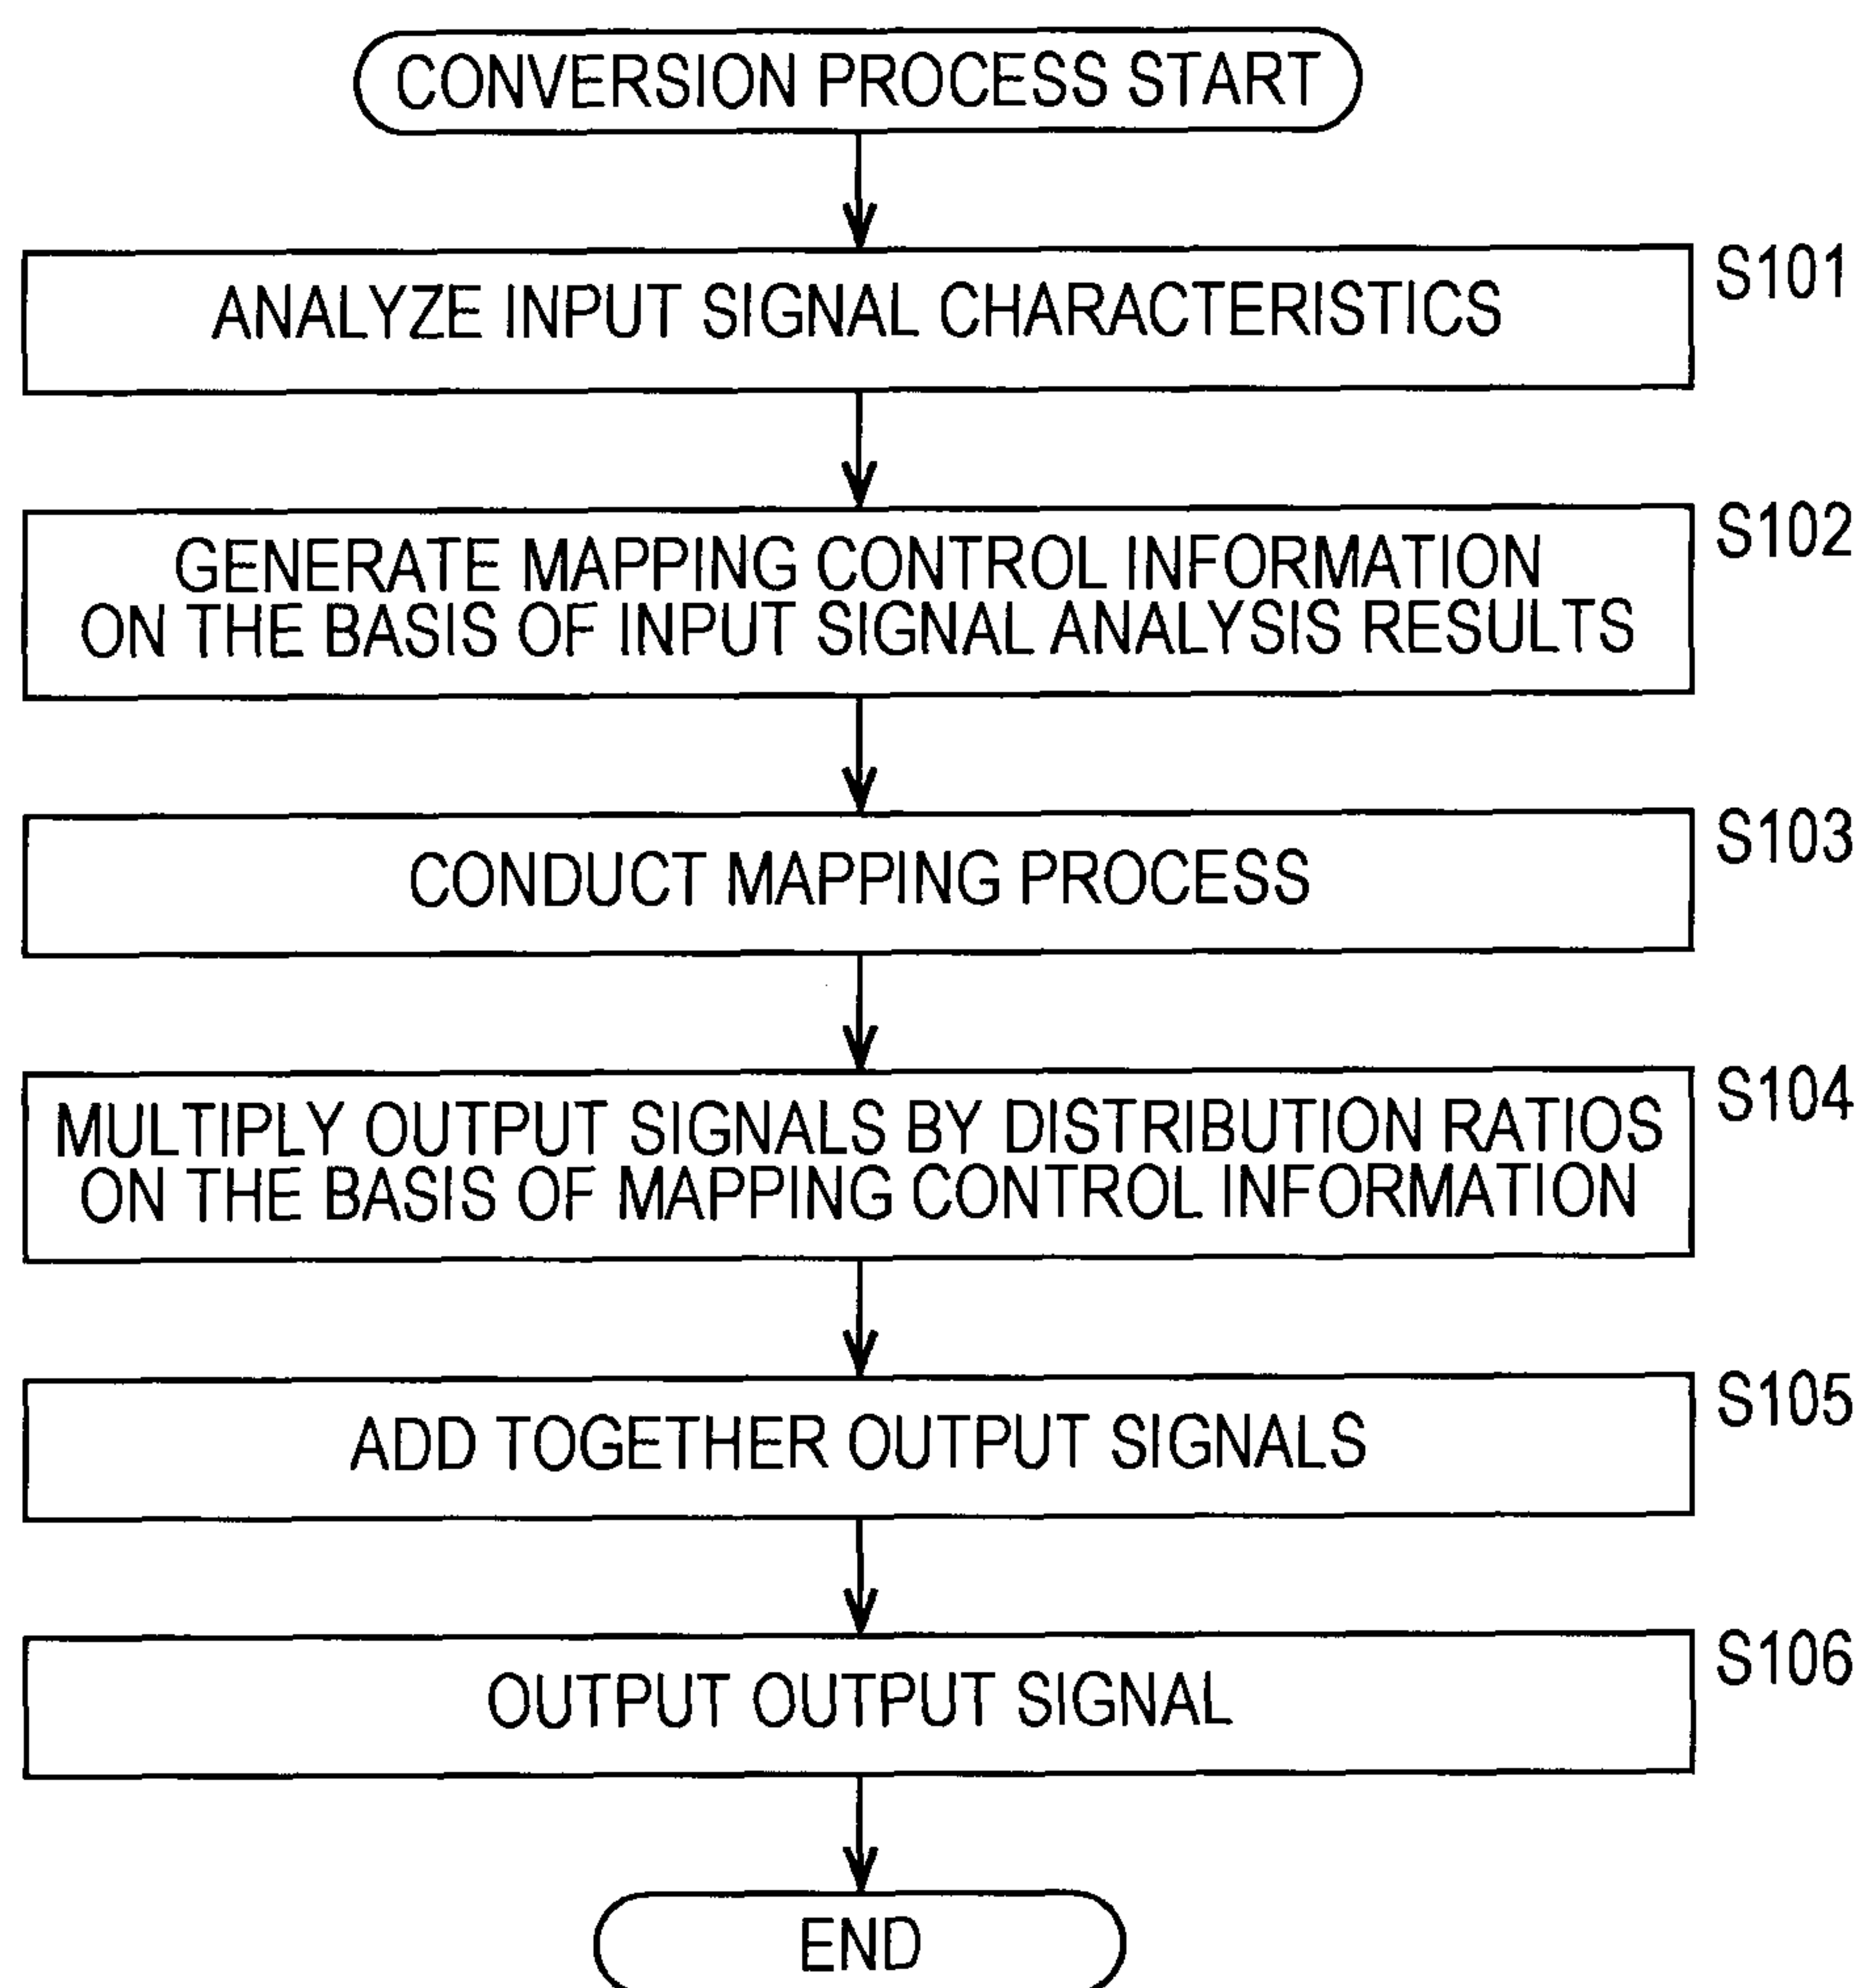 CONVERSION PROCESS START
ANALYZE INPUT SIGNAL CHARACTERISTICS
S101
GENERATE MAPPING CONTROL INFORMATION
ON THE BASIS OF INPUT SIGNAL ANALYSIS RESULTS
S102
CONDUCT MAPPING PROCESS
S103
MULTIPLY OUTPUT SIGNALS BY DISTRIBUTION RATIOS
ON THE BASIS OF MAPPING CONTROL INFORMATION
S104
ADD TOGETHER OUTPUT SIGNALS
S105
OUTPUT OUTPUT SIGNAL
S106
END